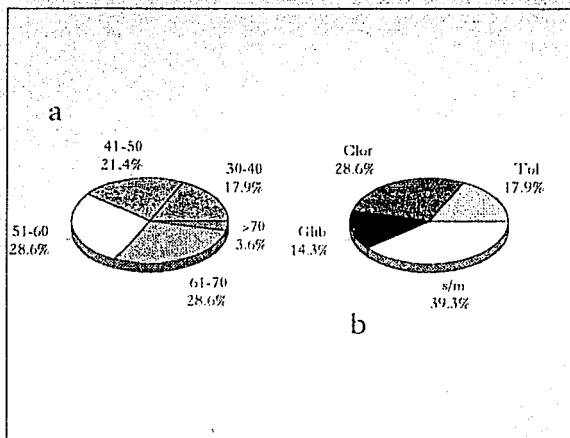 a
41-50
21.4%
30-40
17.9%
>70
3.6%
61-70
28.6%
51-60
28.6%
Clor
28.6%
Tol
17.9%
Glib
14.3%
s/m
39.3%
b